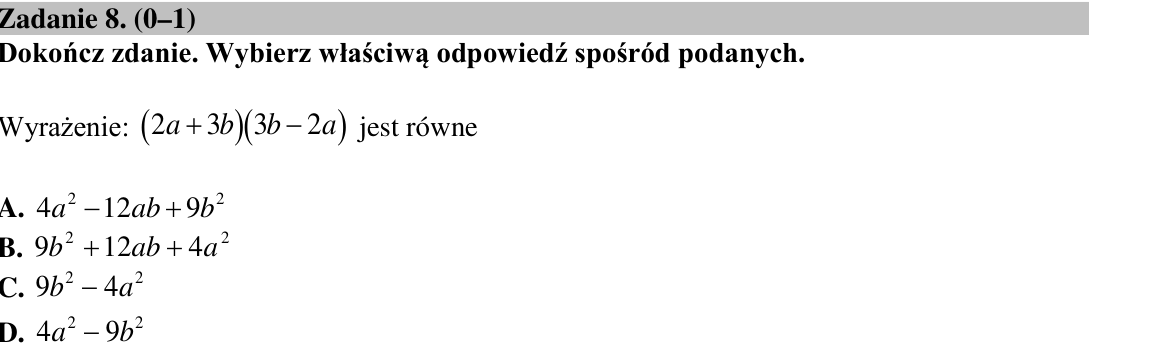 Zadanie 8. (0–1)
Dokończ zdanie. Wybierz właściwą odpowiedź spośród podanych.
Wyrażenie: (2a + 3b)(3b − 2a) jest równe
A. 4a² − 12ab + 9b²
B. 9b² + 12ab + 4a²
C. 9b² − 4a²
D. 4a² − 9b²